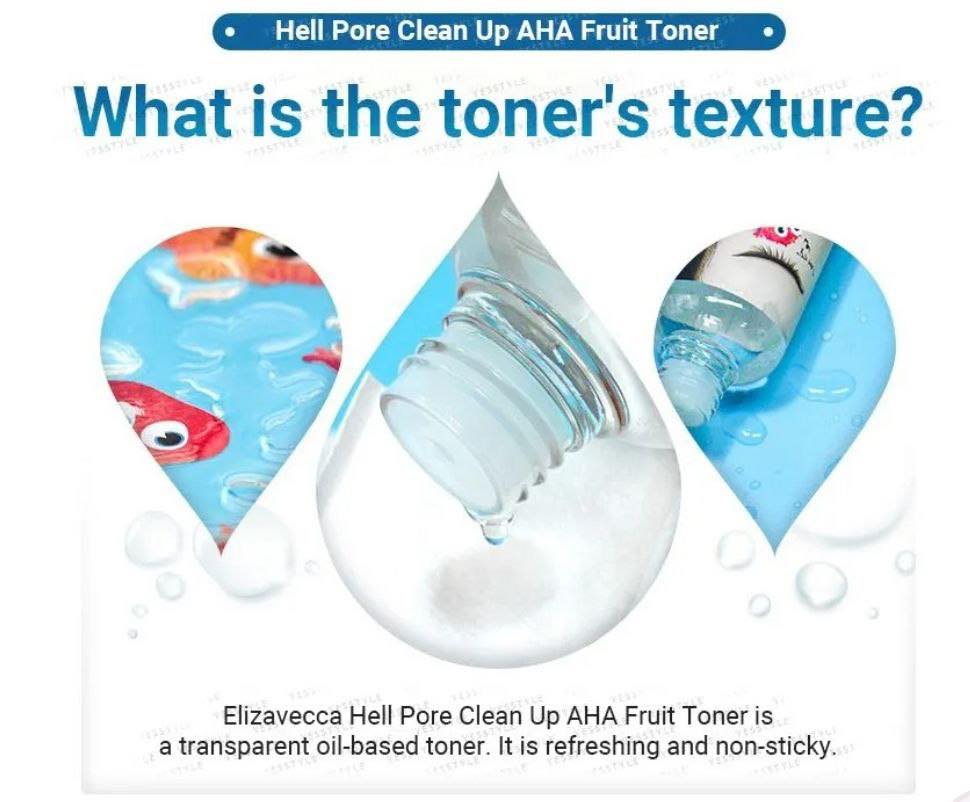 Hell Pore Clean Up AHA Fruit Toner
What is the toner's texture?
Elizavecca Hell Pore Clean Up AHA Fruit Toner is
a transparent oil-based toner. It is refreshing and non-sticky.
YESSTYLE